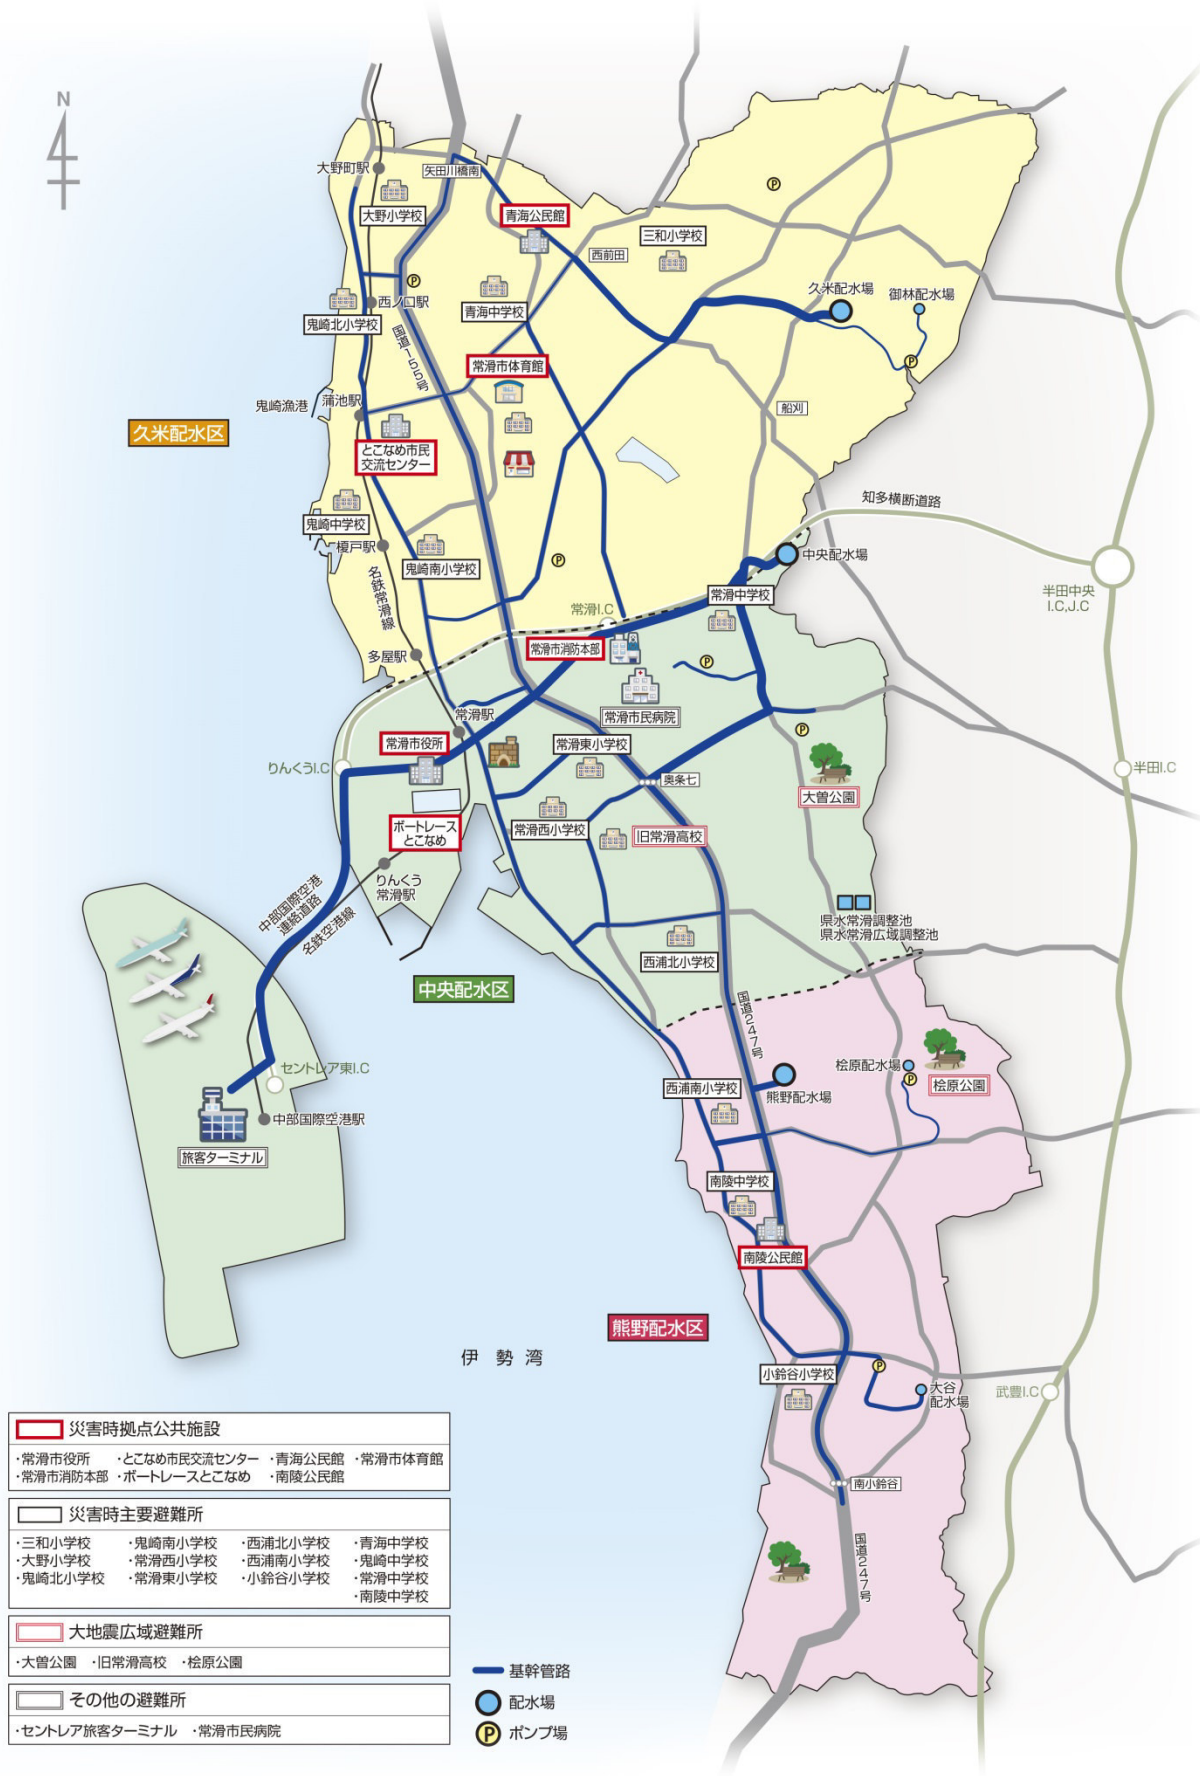 N
大野町駅
矢田川橋南
大野小学校
青海公民館
三和小学校
西前田
久米配水場
御林配水場
P
P
P
西ノ口駅
青海中学校
鬼崎北小学校
国道155号
常滑市体育館
鬼崎漁港
蒲池駅
船刈
久米配水区
とこなめ市民
交流センター
知多横断道路
鬼崎中学校
榎戸駅
鬼崎南小学校
P
中央配水場
半田中央
I.C,J.C
名鉄常滑線
常滑I.C
常滑中学校
多屋駅
常滑市消防本部
P
常滑市民病院
常滑駅
P
りんくうI.C
常滑市役所
常滑東小学校
奥条七
半田I.C
大曽公園
ボートレース
とこなめ
常滑西小学校
旧常滑高校
りんくう
常滑駅
中部国際空港
連絡道路
名鉄空港線
県水常滑調整池
県水常滑広域調整池
西浦北小学校
中央配水区
国道247号
セントレア東I.C
桧原配水場
P
桧原公園
西浦南小学校
熊野配水場
中部国際空港駅
旅客ターミナル
南陵中学校
南陵公民館
熊野配水区
伊勢湾
P
小鈴谷小学校
大谷
配水場
武豊I.C
南小鈴谷
国道247号
災害時拠点公共施設
・常滑市役所 ・とこなめ市民交流センター ・青海公民館 ・常滑市体育館
・常滑市消防本部 ・ボートレースとこなめ ・南陵公民館
災害時主要避難所
・三和小学校 ・鬼崎南小学校 ・西浦北小学校 ・青海中学校
・大野小学校 ・常滑西小学校 ・西浦南小学校 ・鬼崎中学校
・鬼崎北小学校 ・常滑東小学校 ・小鈴谷小学校 ・常滑中学校
・南陵中学校
大地震広域避難所
・大曽公園 ・旧常滑高校 ・桧原公園
その他の避難所
・セントレア旅客ターミナル ・常滑市民病院
基幹管路
配水場
P ポンプ場